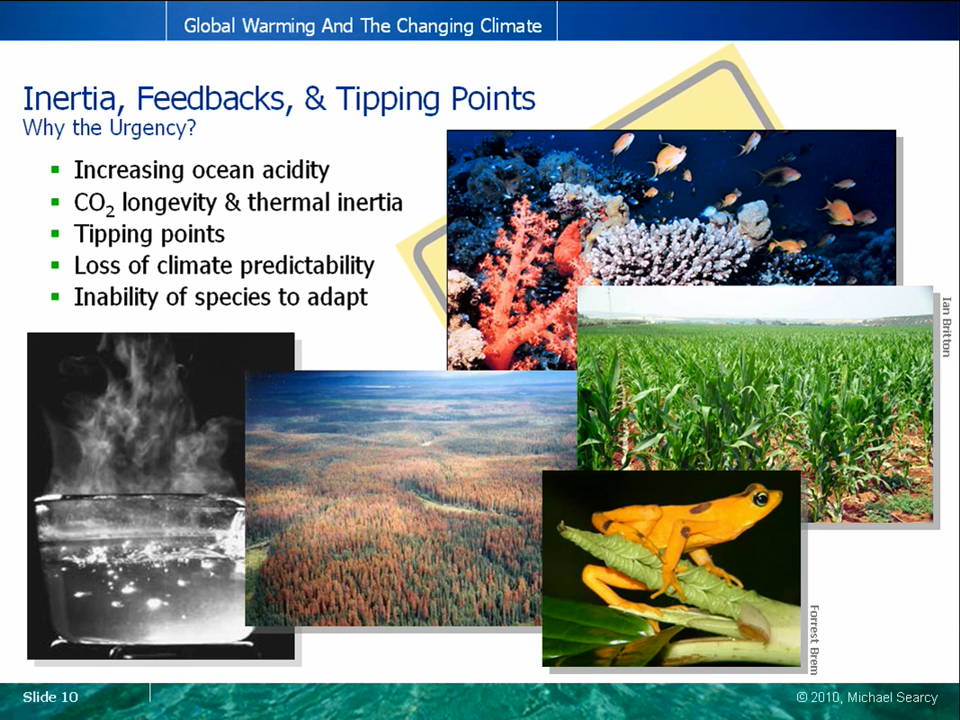 Global Warming And The Changing Climate
Inertia, Feedbacks, & Tipping Points
Why the Urgency?
Increasing ocean acidity
CO₂ longevity & thermal inertia
Tipping points
Loss of climate predictability
Inability of species to adapt
Ian Britton
Forrest Brem
Slide 10
© 2010, Michael Searcy